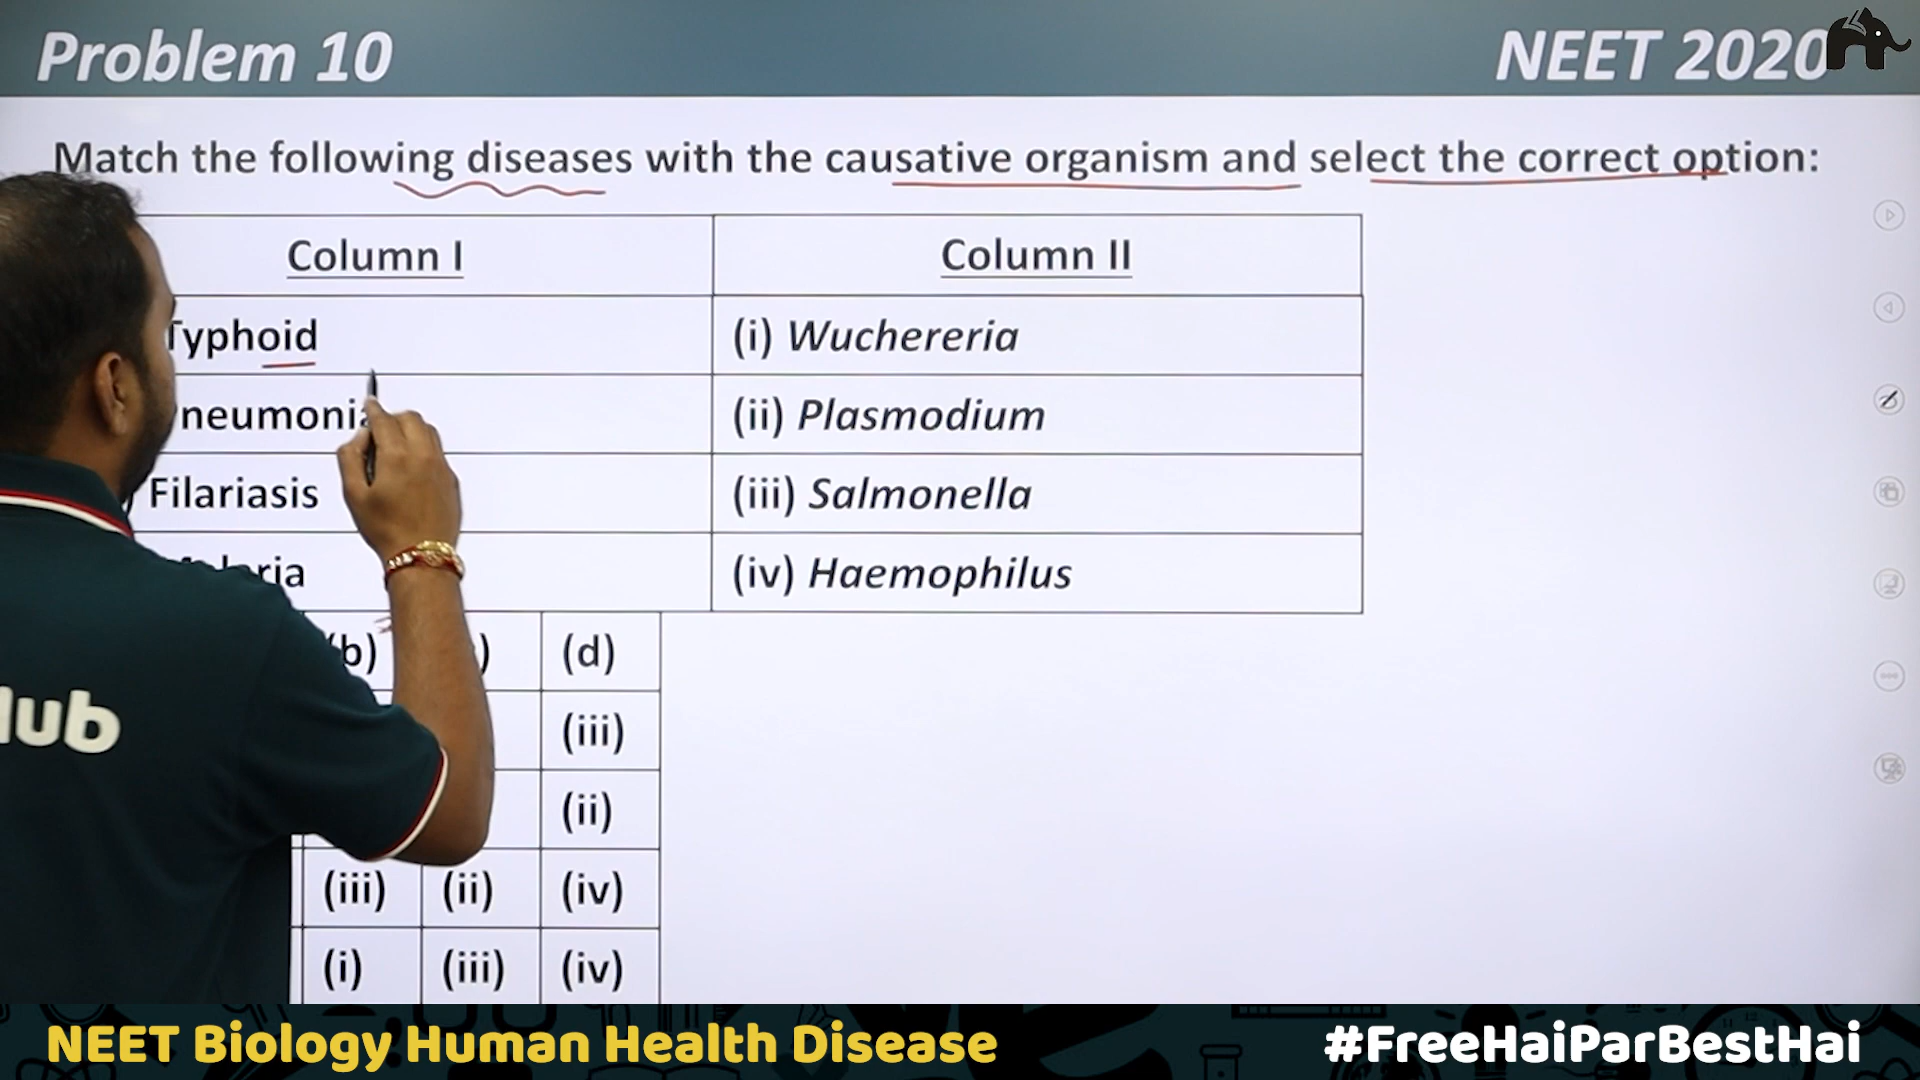 Problem 10 NEET 2020
Match the following diseases with the causative organism and select the correct option:
Column I Column II
Typhoid (i) Wuchereria
(ii) Plasmodium
Filariasis (iii) Salmonella
(iv) Haemophilus
(d)
(iii)
(ii)
(iii) (ii) (iv)
(i) (iii) (iv)
NEET Biology Human Health Disease #FreeHaiParBestHai